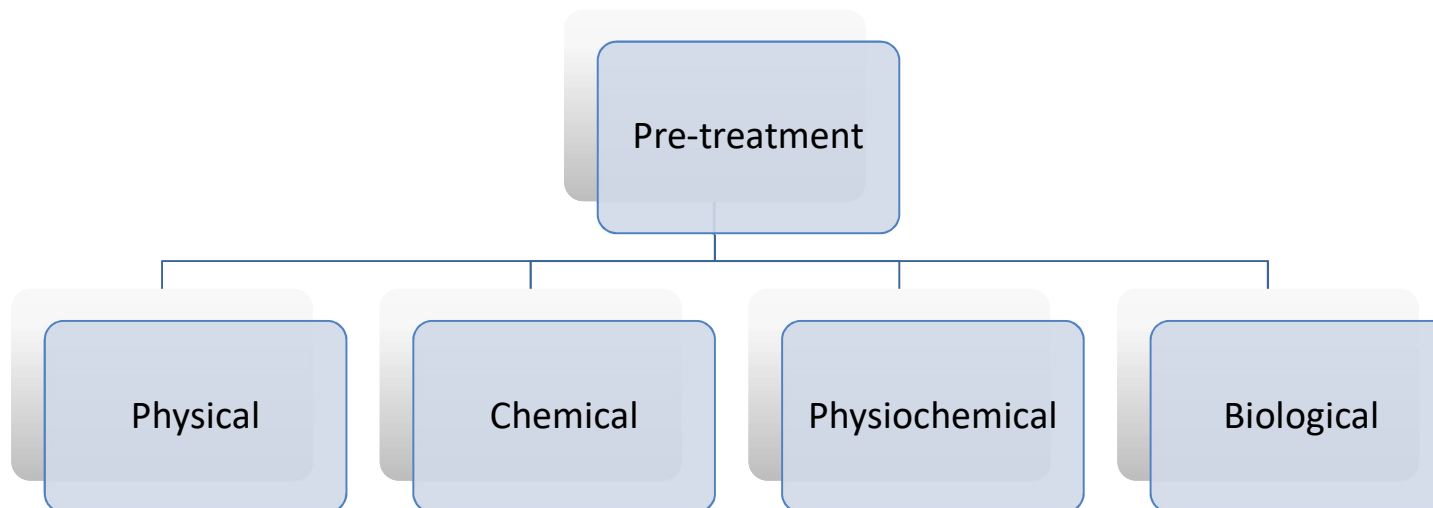 Pre-treatment
Physical
Chemical
Physiochemical
Biological